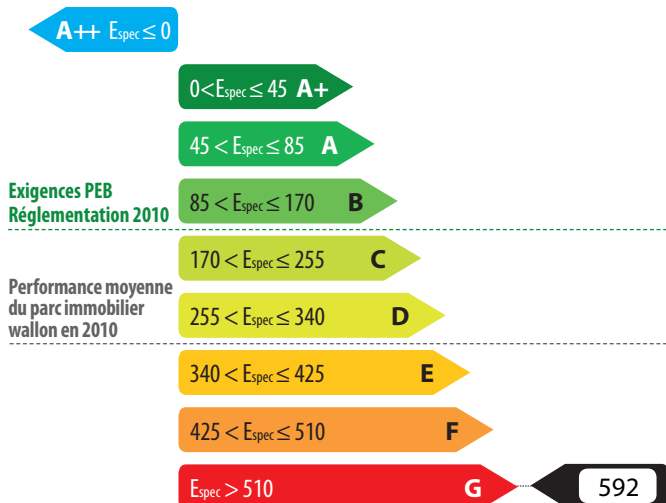 A++ Espec ≤ 0
0 < Espec ≤ 45 A+
45 < Espec ≤ 85 A
Exigences PEB
Réglementation 2010
85 < Espec ≤ 170 B
170 < Espec ≤ 255 C
Performance moyenne
du parc immobilier
wallon en 2010
255 < Espec ≤ 340 D
340 < Espec ≤ 425 E
425 < Espec ≤ 510 F
Espec > 510 G
592